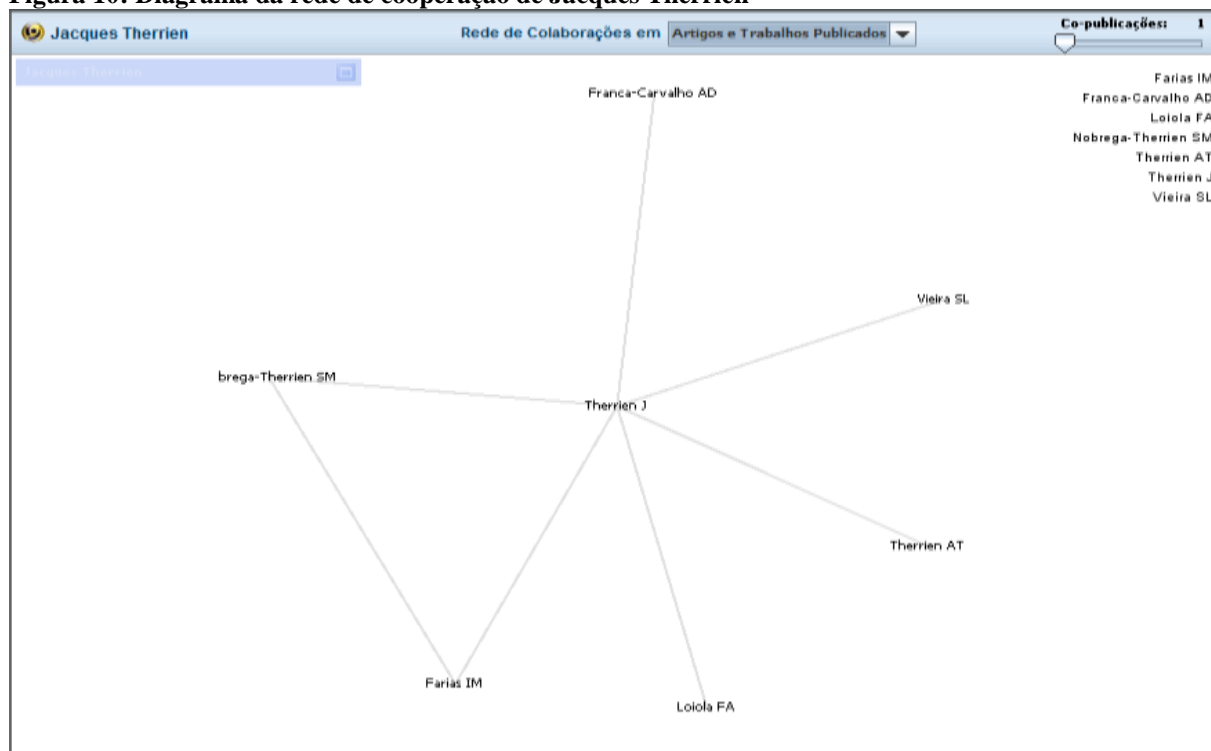 Figura 10: Diagrama da rede de cooperação de Jacques Therrien
Jacques Therrien
Rede de Colaborações em Artigos e Trabalhos Publicados
Co-publicações: 1
Jacques Therrien
Farias IM
Franca-Carvalho AD
Loiola FA
Nobrega-Therrien SM
Therrien AT
Therrien J
Vieira SL
Franca-Carvalho AD
Vieira SL
brega-Therrien SM
Therrien J
Therrien AT
Farias IM
Loiola FA